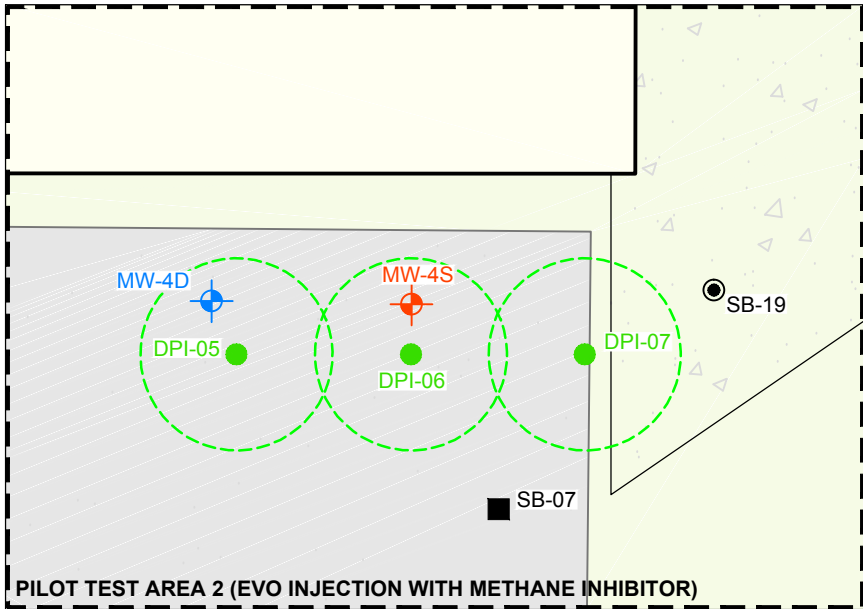 MW-4D
MW-4S
SB-19
DPI-05
DPI-07
DPI-06
SB-07
PILOT TEST AREA 2 (EVO INJECTION WITH METHANE INHIBITOR)